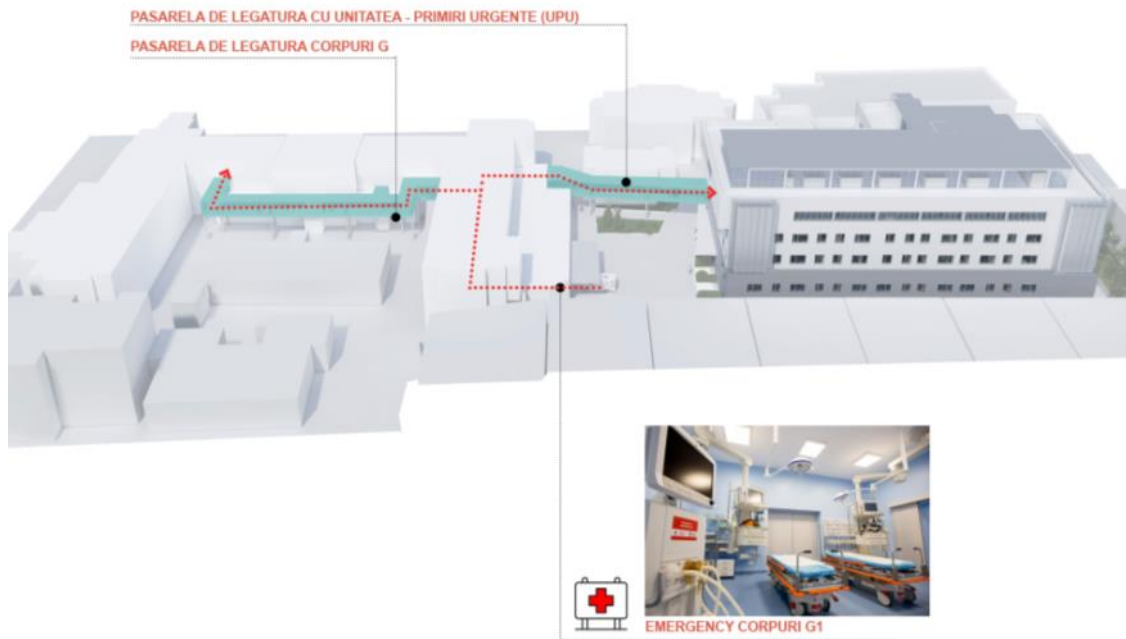 PASARELA DE LEGATURA CU UNITATEA - PRIMIRI URGENTE (UPU)
PASARELA DE LEGATURA CORPURI G
EMERGENCY CORPURI G1